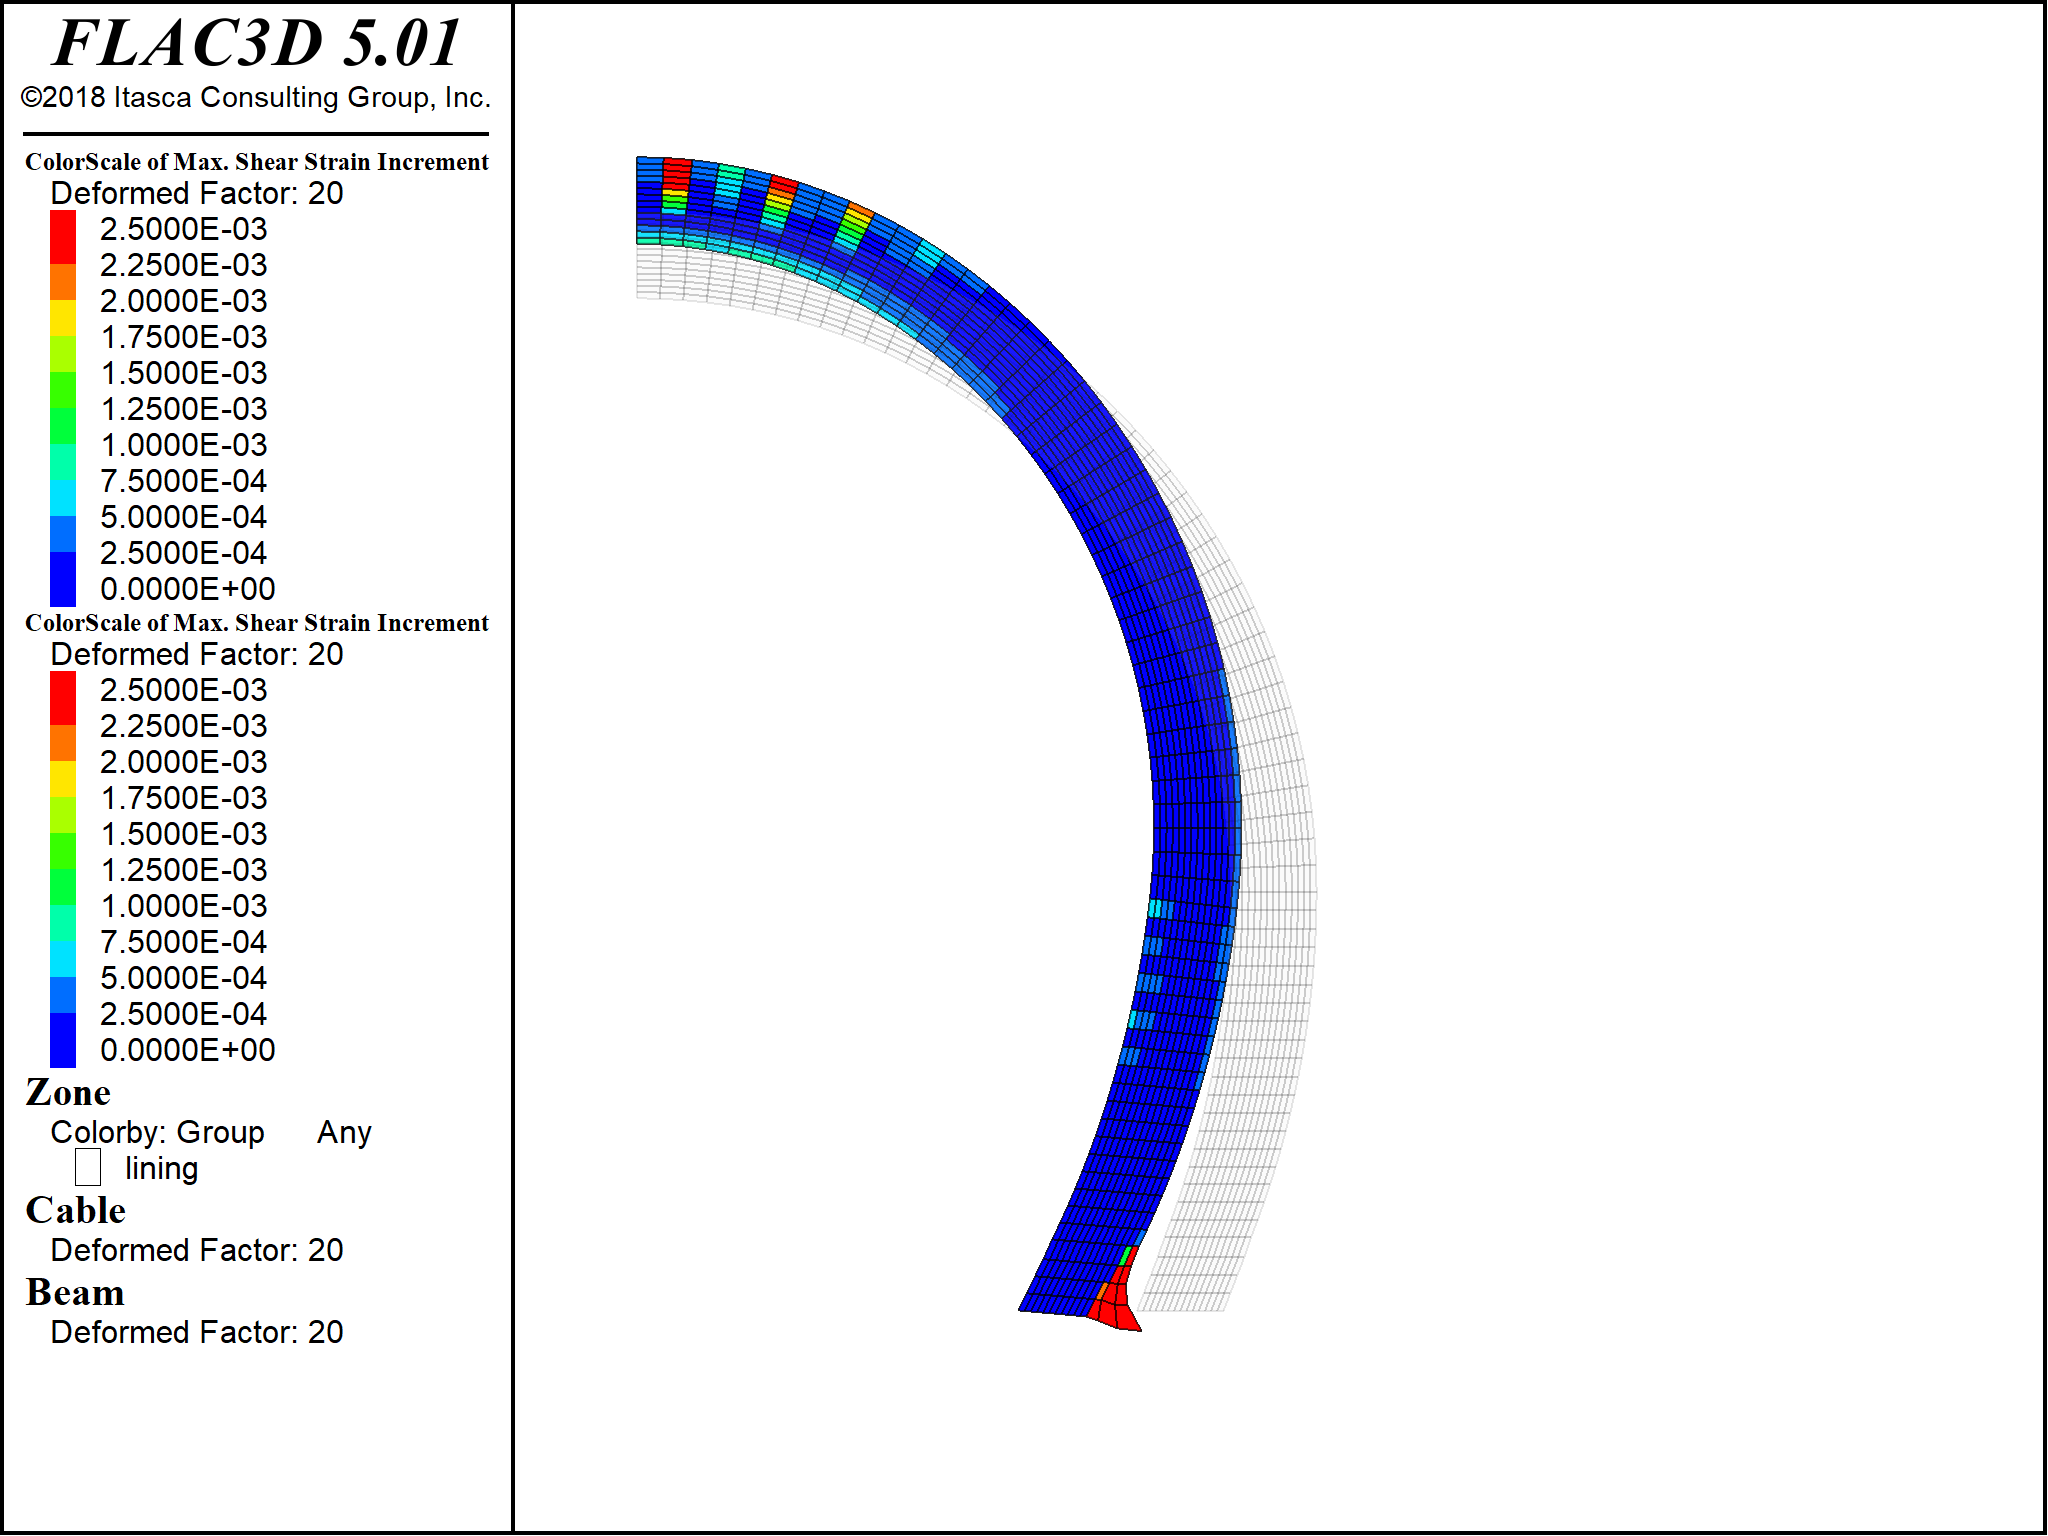 FLAC3D 5.01
©2018 Itasca Consulting Group, Inc.
ColorScale of Max. Shear Strain Increment
Deformed Factor: 20
2.5000E-03
2.2500E-03
2.0000E-03
1.7500E-03
1.5000E-03
1.2500E-03
1.0000E-03
7.5000E-04
5.0000E-04
2.5000E-04
0.0000E+00
ColorScale of Max. Shear Strain Increment
Deformed Factor: 20
2.5000E-03
2.2500E-03
2.0000E-03
1.7500E-03
1.5000E-03
1.2500E-03
1.0000E-03
7.5000E-04
5.0000E-04
2.5000E-04
0.0000E+00
Zone
Colorby: Group Any
lining
Cable
Deformed Factor: 20
Beam
Deformed Factor: 20